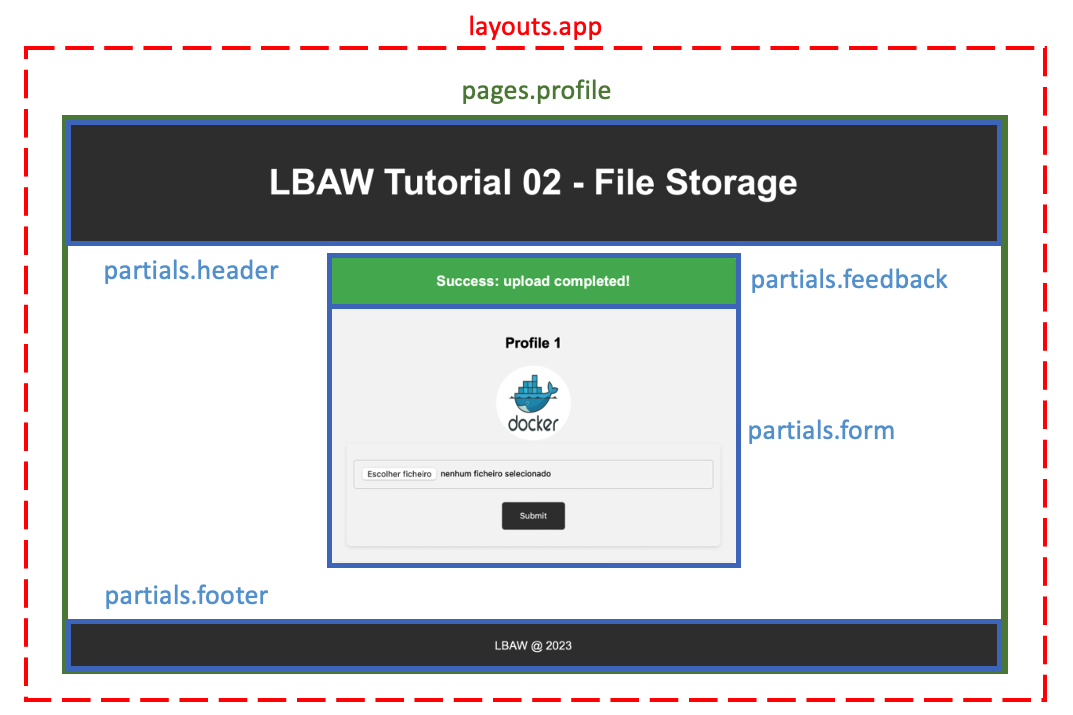 layouts.app
pages.profile
LBAW Tutorial 02 - File Storage
partials.header
Success: upload completed!
partials.feedback
Profile 1
docker
partials.form
Escolher ficheiro nenhum ficheiro selecionado
Submit
partials.footer
LBAW @ 2023